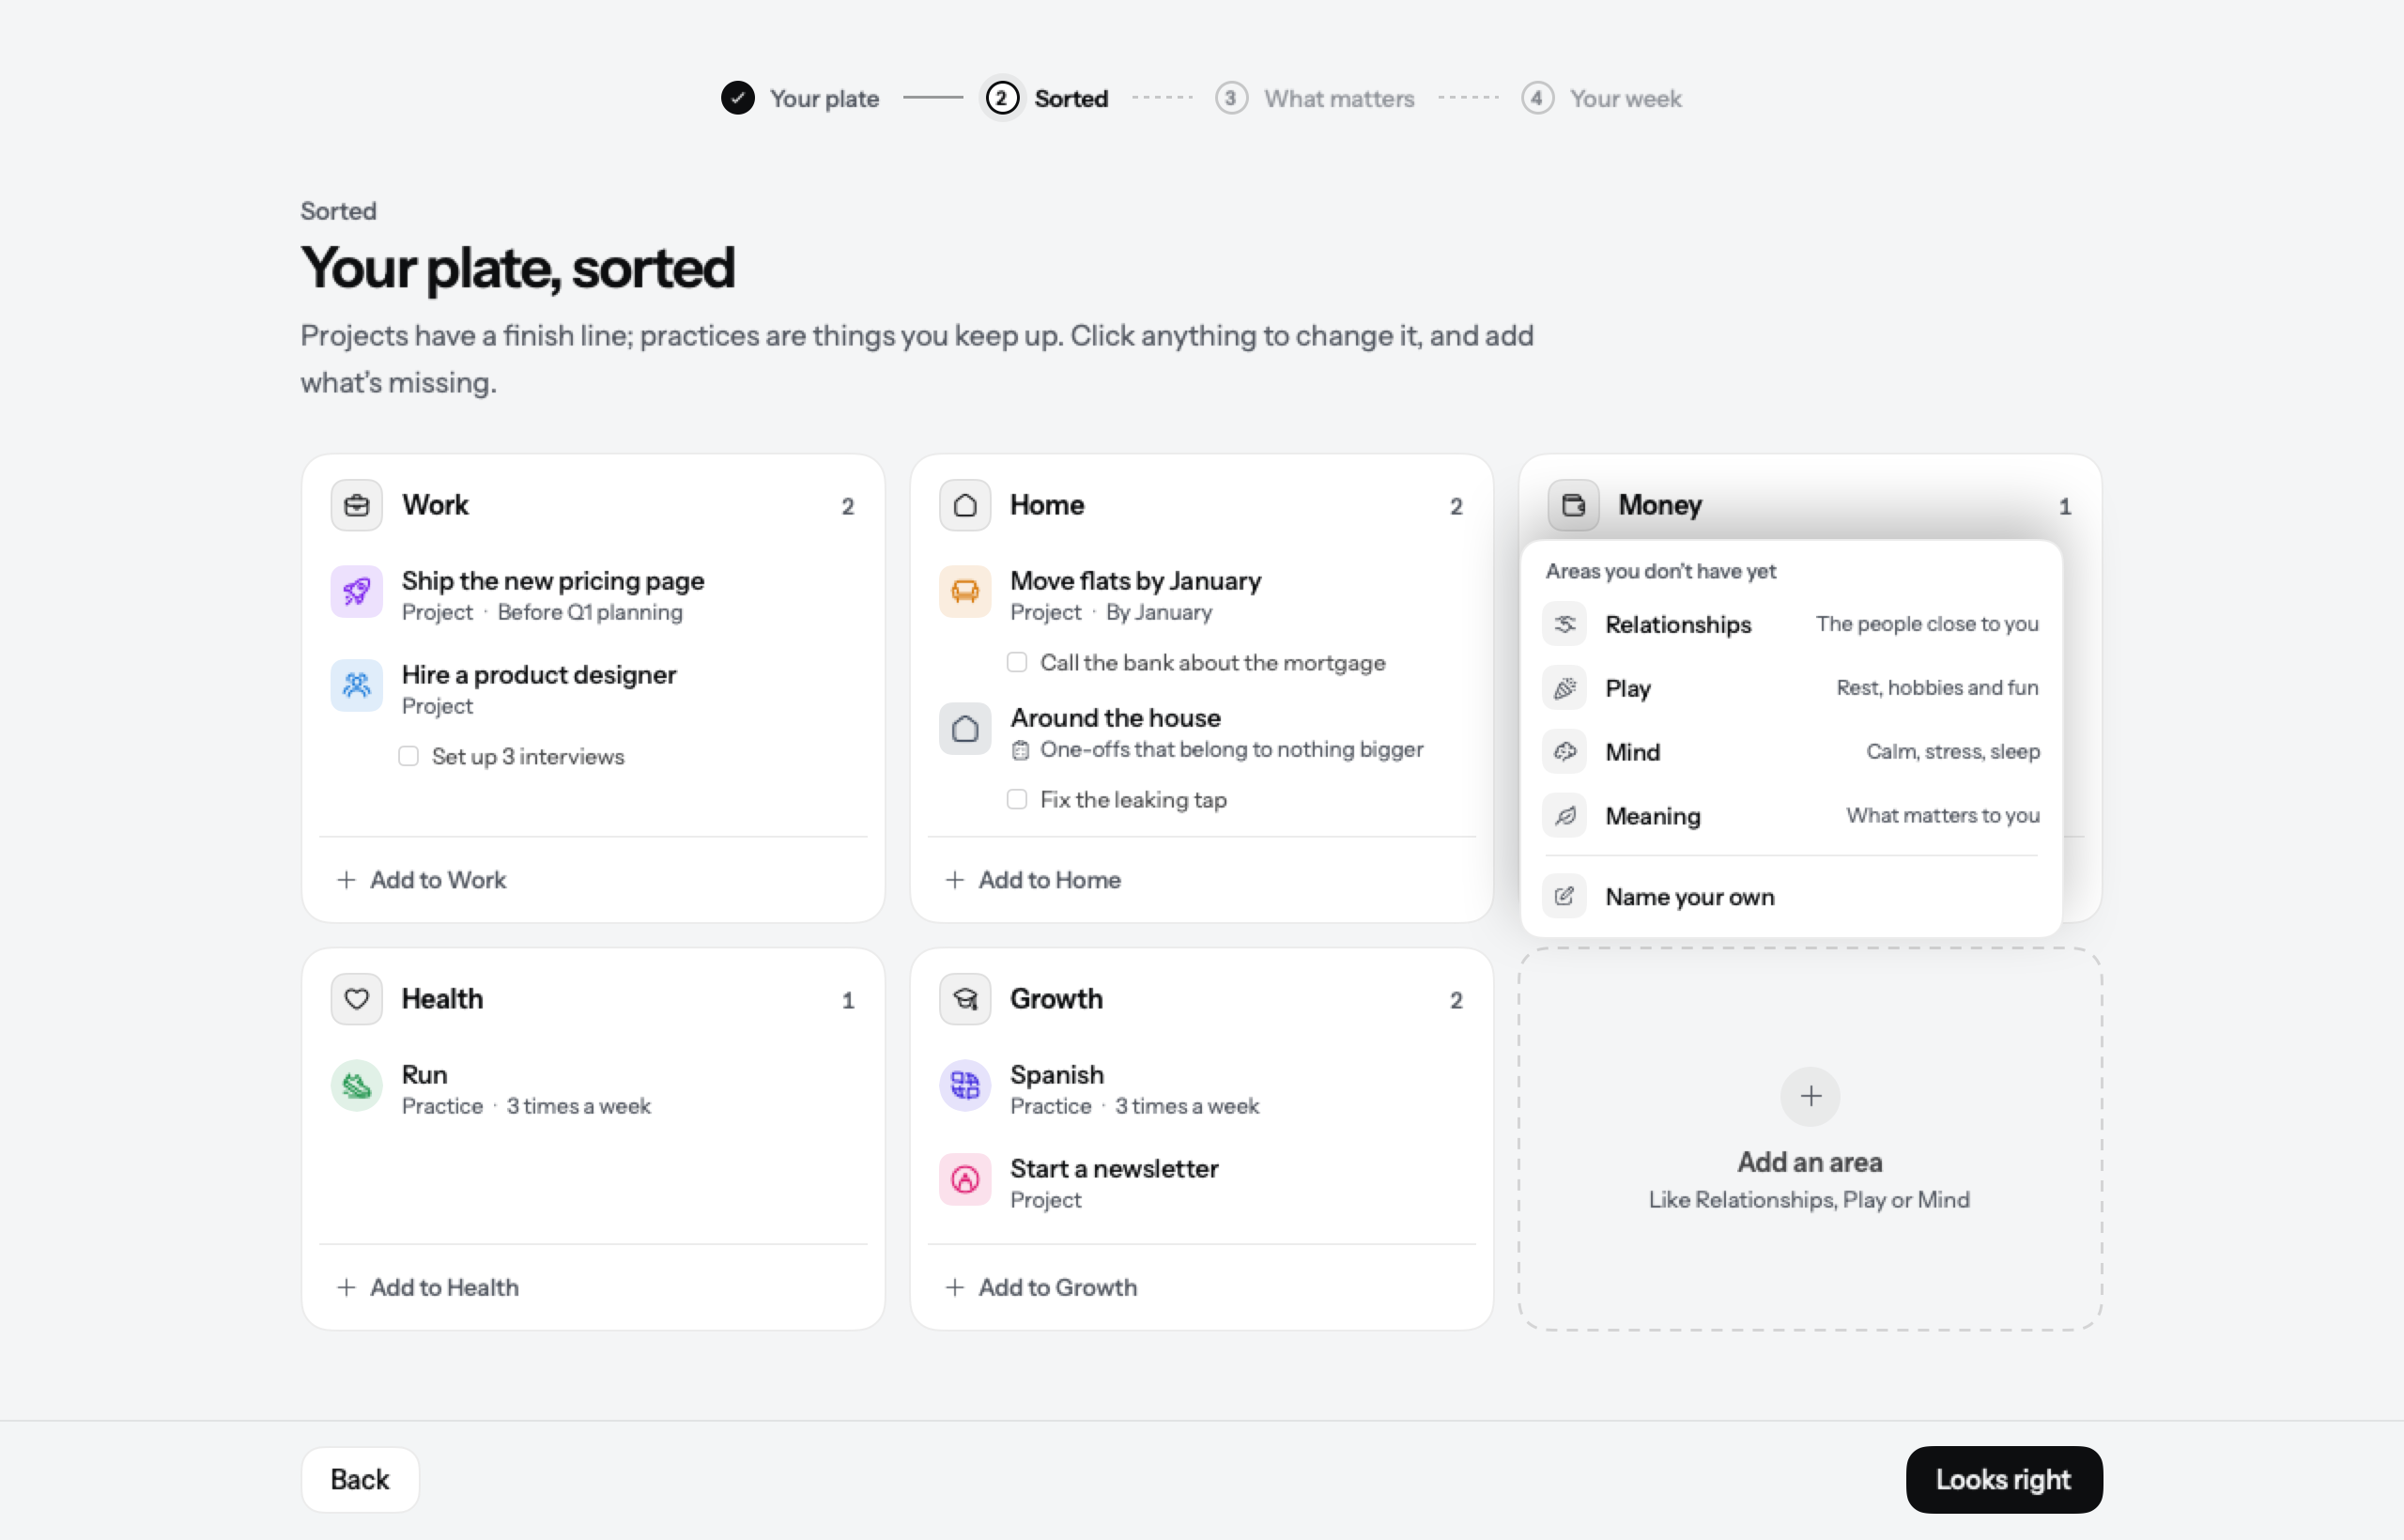 Your plate
2 Sorted
3 What matters
4 Your week
Sorted
Your plate, sorted
Projects have a finish line; practices are things you keep up. Click anything to change it, and add
what's missing.
Work 2
Ship the new pricing page
Project · Before Q1 planning
Hire a product designer
Project
Set up 3 interviews
+ Add to Work
Home 2
Move flats by January
Project · By January
Call the bank about the mortgage
Around the house
One-offs that belong to nothing bigger
Fix the leaking tap
+ Add to Home
Money 1
Areas you don't have yet
Relationships The people close to you
Play Rest, hobbies and fun
Mind Calm, stress, sleep
Meaning What matters to you
Name your own
Health 1
Run
Practice · 3 times a week
+ Add to Health
Growth 2
Spanish
Practice · 3 times a week
Start a newsletter
Project
+ Add to Growth
Add an area
Like Relationships, Play or Mind
Back
Looks right